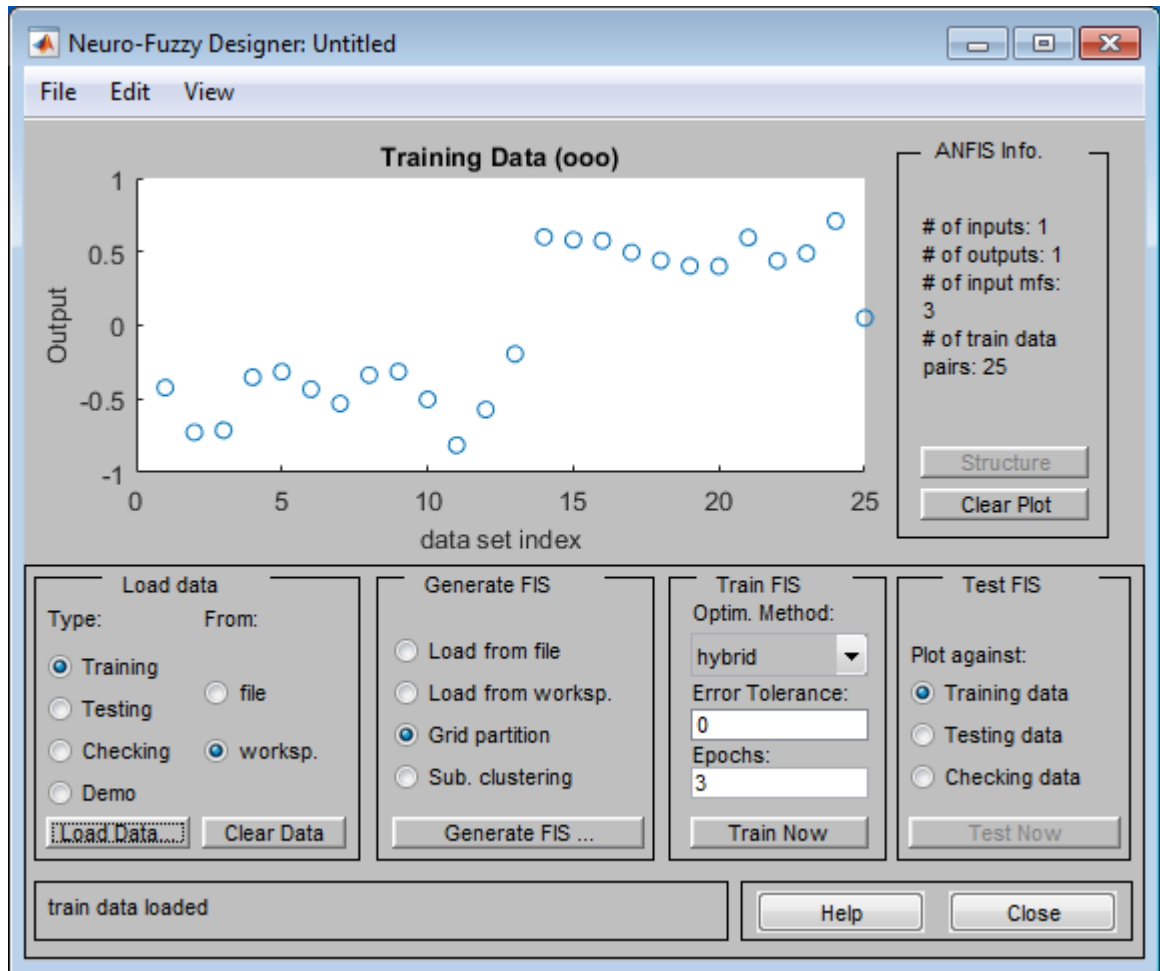 Neuro-Fuzzy Designer: Untitled
File Edit View
Training Data (ooo)
1
0.5
0
-0.5
-1
Output
0 5 10 15 20 25
data set index
ANFIS Info.
# of inputs: 1
# of outputs: 1
# of input mfs:
3
# of train data
pairs: 25
Structure
Clear Plot
Load data
Type: From:
Training
Testing
Checking
Demo
file
worksp.
Load Data... Clear Data
Generate FIS
Load from file
Load from worksp.
Grid partition
Sub. clustering
Generate FIS ...
Train FIS
Optim. Method:
hybrid
Error Tolerance:
0
Epochs:
3
Train Now
Test FIS
Plot against:
Training data
Testing data
Checking data
Test Now
train data loaded
Help Close